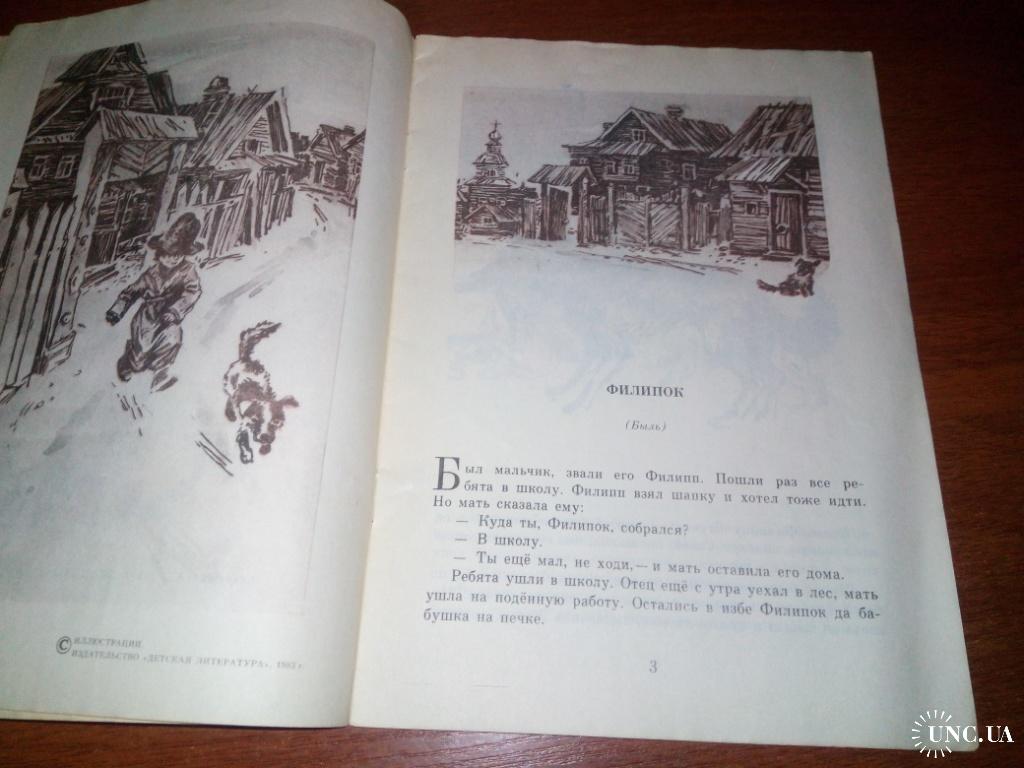 © ИЛЛЮСТРАЦИИ.
ИЗДАТЕЛЬСТВО «ДЕТСКАЯ ЛИТЕРАТУРА», 1983 г.
ФИЛИПОК
(Быль)
Был мальчик, звали его Филипп. Пошли раз все ре-
бята в школу. Филипп взял шапку и хотел тоже идти.
Но мать сказала ему:
— Куда ты, Филипок, собрался?
— В школу.
— Ты ещё мал, не ходи,— и мать оставила его дома.
Ребята ушли в школу. Отец ещё с утра уехал в лес, мать
ушла на подённую работу. Остались в избе Филипок да ба-
бушка на печке.
3
UNC.UA